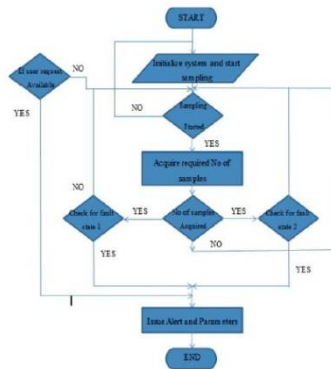 START
If user request
Available
NO
Initialize system and start
sampling
NO
Sampling
Started
YES
YES
Acquire required No of
samples
NO
Check for fault
state 1
YES
No of samples
Acquired
YES
Check for fault
state 2
YES
NO
YES
Issue Alert and Parameters
END